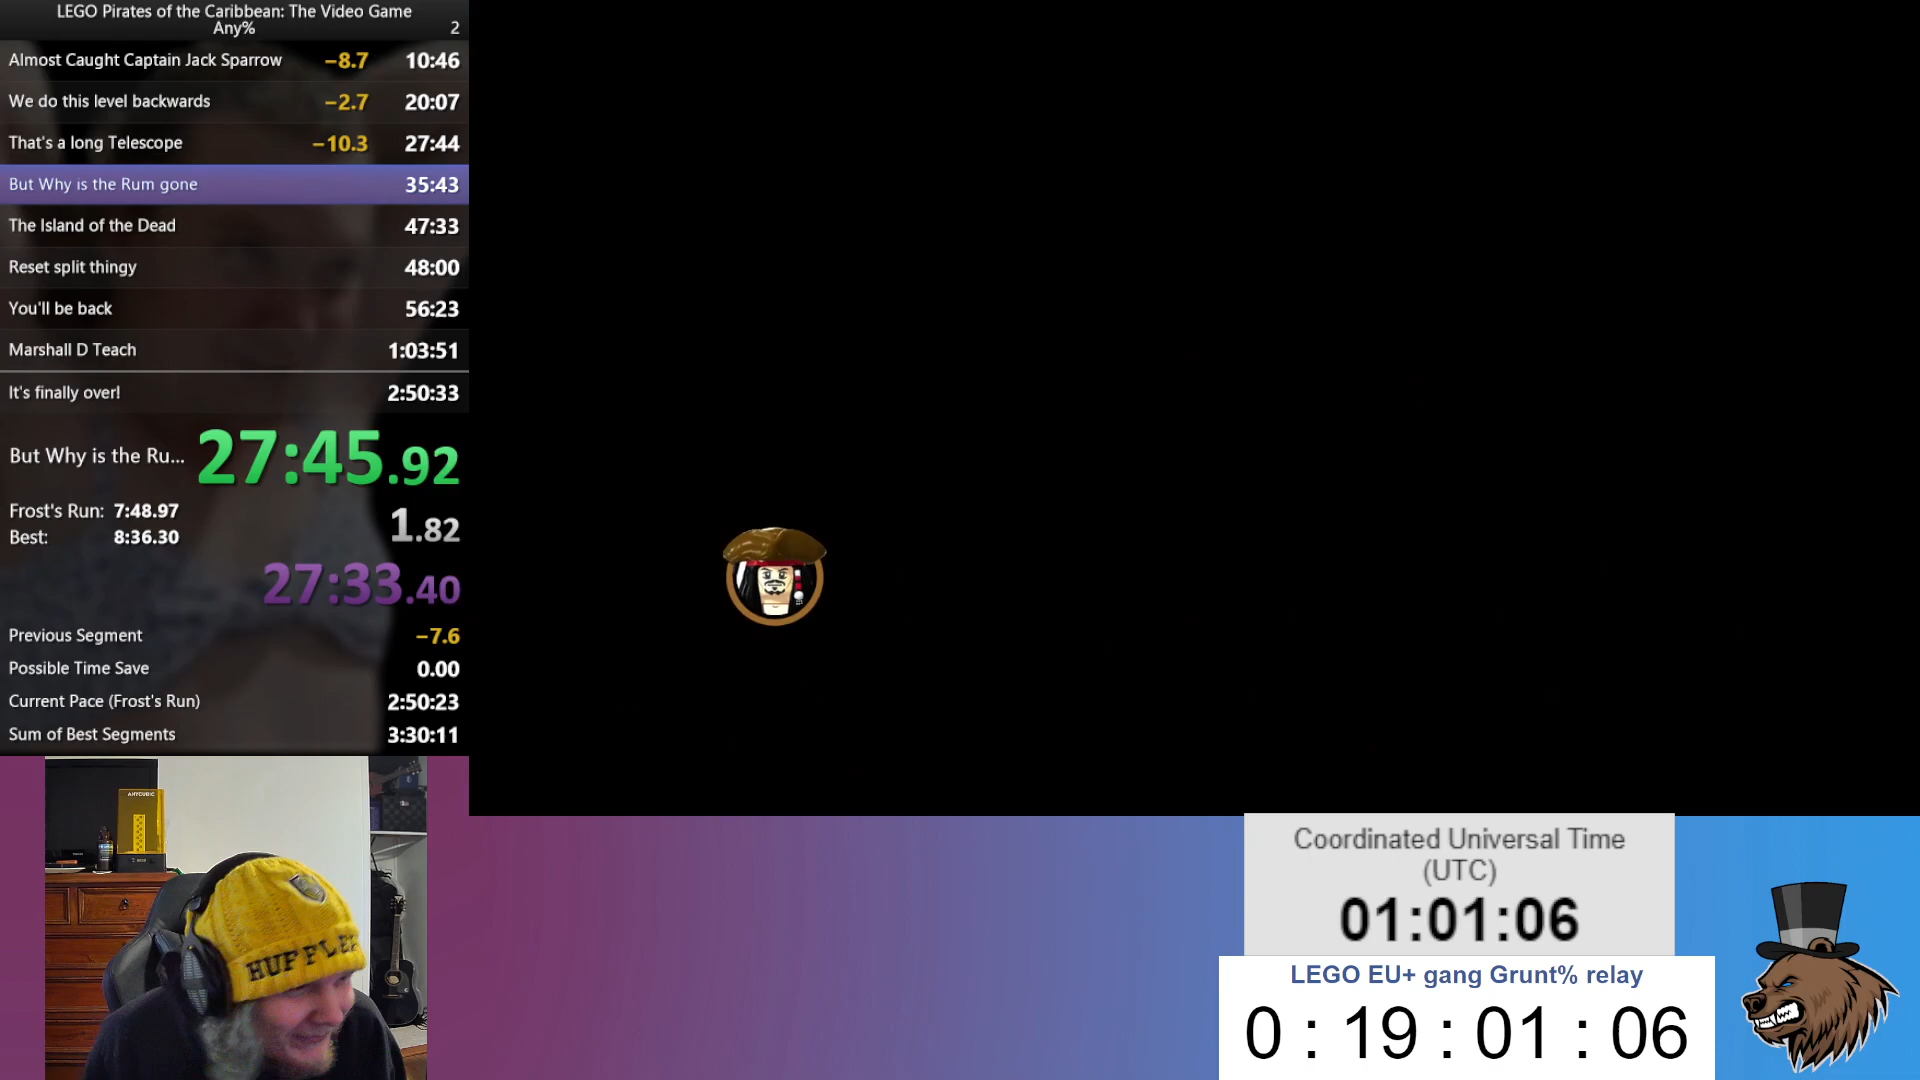 LEGO Pirates of the Caribbean: The Video Game
Any%
2
Almost Caught Captain Jack Sparrow −8.7 10:46
We do this level backwards −2.7 20:07
That's a long Telescope −10.3 27:44
But Why is the Rum gone 35:43
The Island of the Dead 47:33
Reset split thingy 48:00
You'll be back 56:23
Marshall D Teach 1:03:51
It's finally over! 2:50:33
But Why is the Ru... 27:45.92
Frost's Run: 7:48.97
Best: 8:36.30
1.82
27:33.40
Previous Segment −7.6
Possible Time Save 0.00
Current Pace (Frost's Run) 2:50:23
Sum of Best Segments 3:30:11
ANYCUBIC
HUFFLEP
Coordinated Universal Time
(UTC)
01:01:06
LEGO EU+ gang Grunt% relay
0 : 19 : 01 : 06